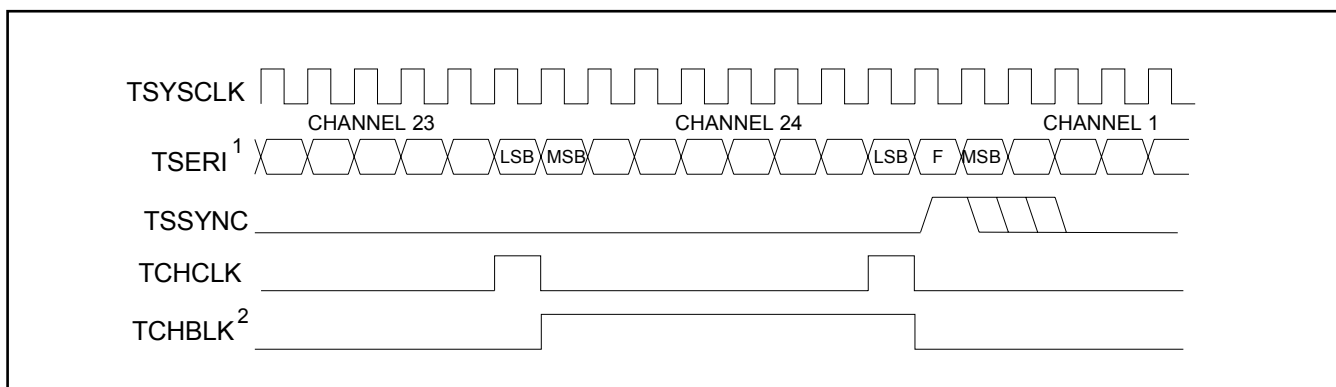 TSYSCLK
CHANNEL 23 CHANNEL 24 CHANNEL 1
TSERI 1 LSB MSB LSB F MSB
TSSYNC
TCHCLK
TCHBLK 2